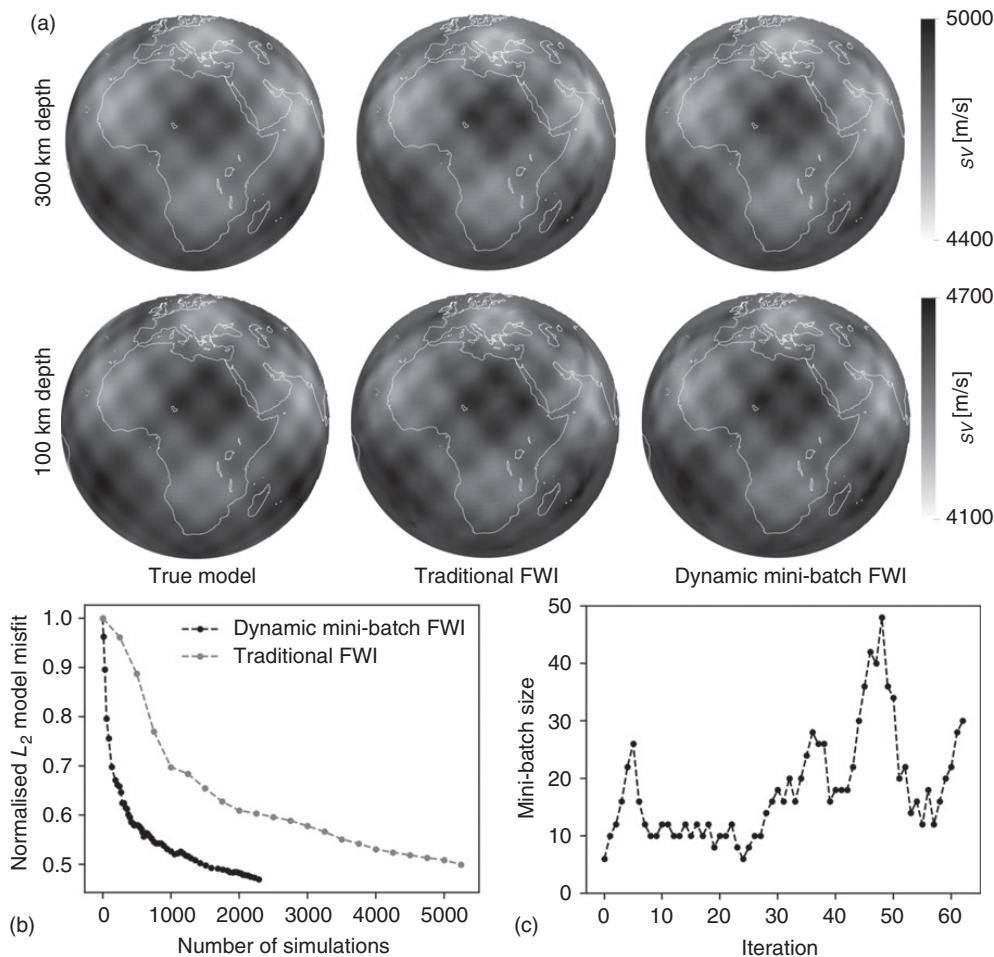 (a)
300 km depth
5000
sv [m/s]
4400
100 km depth
4700
sv [m/s]
4100
True model
Traditional FWI
Dynamic mini-batch FWI
Normalised L₂ model misfit
1.0
0.9
0.8
0.7
0.6
0.5
Dynamic mini-batch FWI
Traditional FWI
0 1000 2000 3000 4000 5000
Number of simulations
(b)
Mini-batch size
50
40
30
20
10
0
0 10 20 30 40 50 60
Iteration
(c)